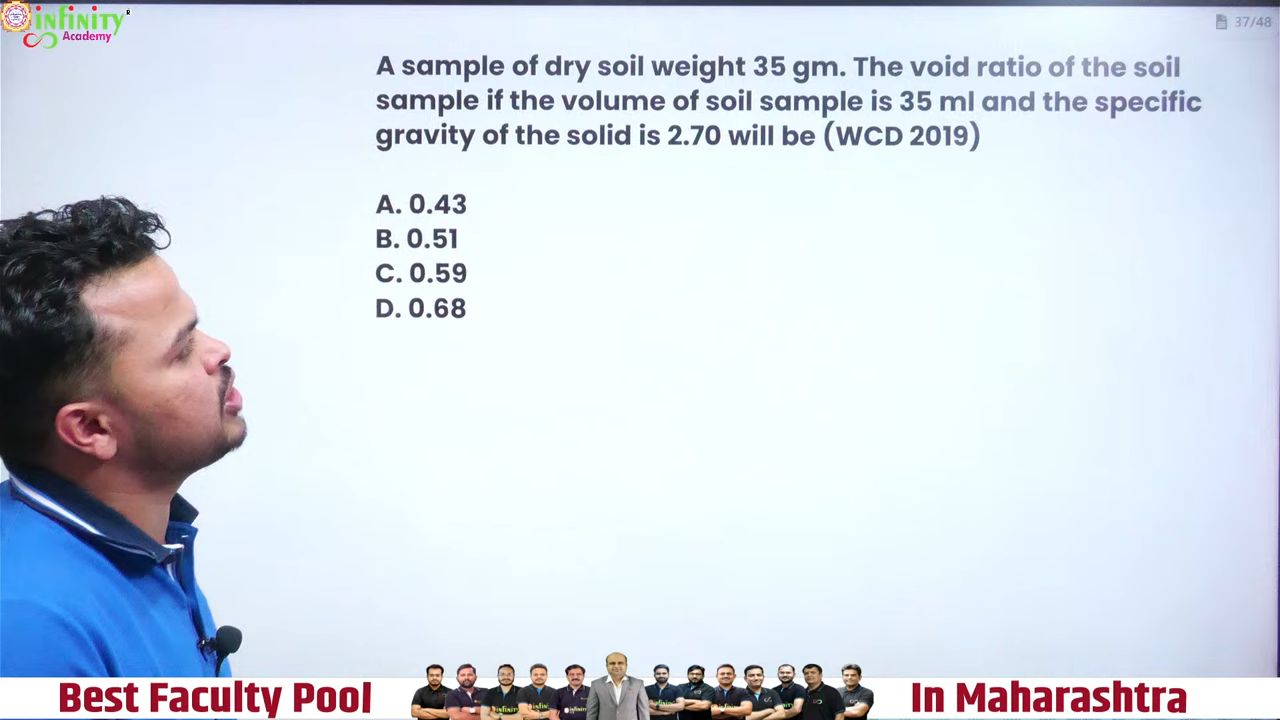 infinity
Academy
37/48
A sample of dry soil weight 35 gm. The void ratio of the soil
sample if the volume of soil sample is 35 ml and the specific
gravity of the solid is 2.70 will be (WCD 2019)
A. 0.43
B. 0.51
C. 0.59
D. 0.68
Best Faculty Pool
In Maharashtra